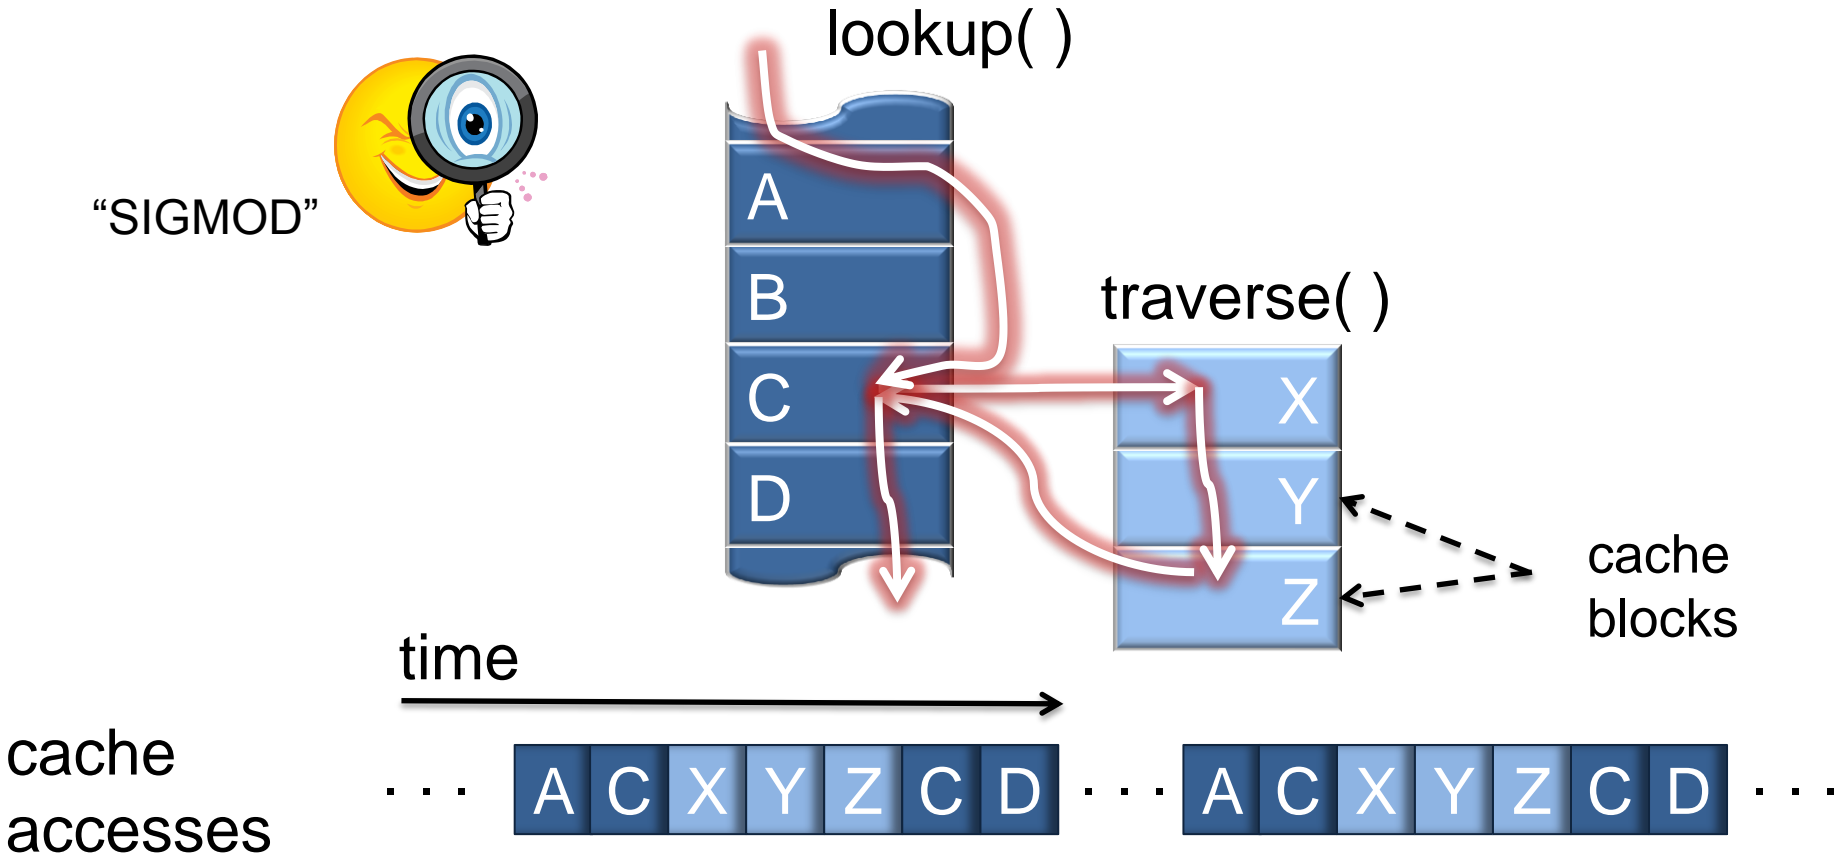 lookup( )
“SIGMOD”
A
B
C
D
traverse( )
X
Y
Z
cache
blocks
time
cache
accesses
. . . A C X Y Z C D . . . A C X Y Z C D . . .